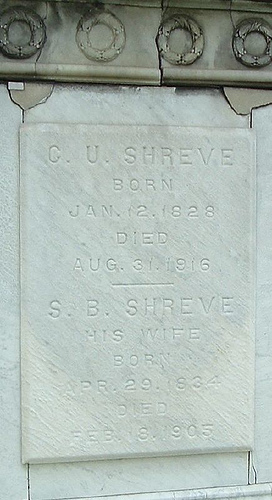 C. U. SHREVE
BORN
JAN. 12. 1828
DIED
AUG. 31. 1916
S. B. SHREVE
HIS WIFE
BORN
APR. 29. 1834
DIED
FEB. 18. 1905